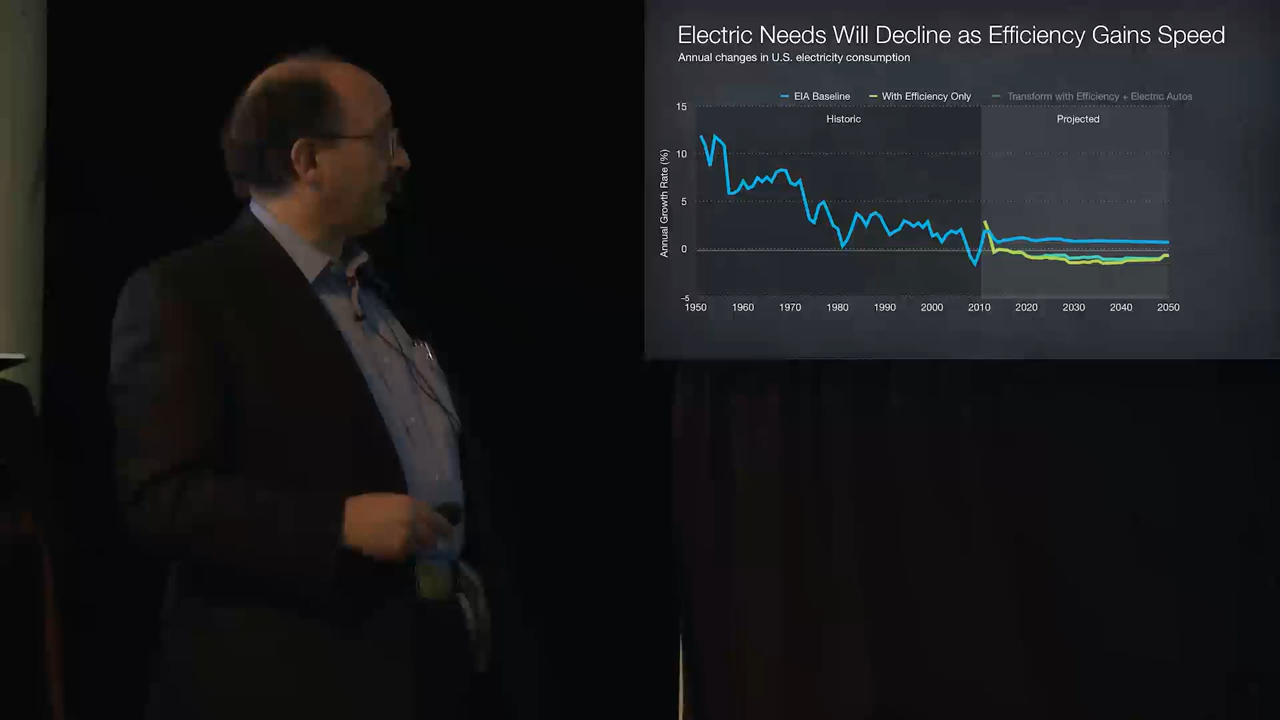 Electric Needs Will Decline as Efficiency Gains Speed
Annual changes in U.S. electricity consumption
EIA Baseline With Efficiency Only Transform with Efficiency + Electric Autos
Historic Projected
Annual Growth Rate (%)
15
10
5
0
–5
1950 1960 1970 1981 1990 2000 2010 2020 2030 2040 2050